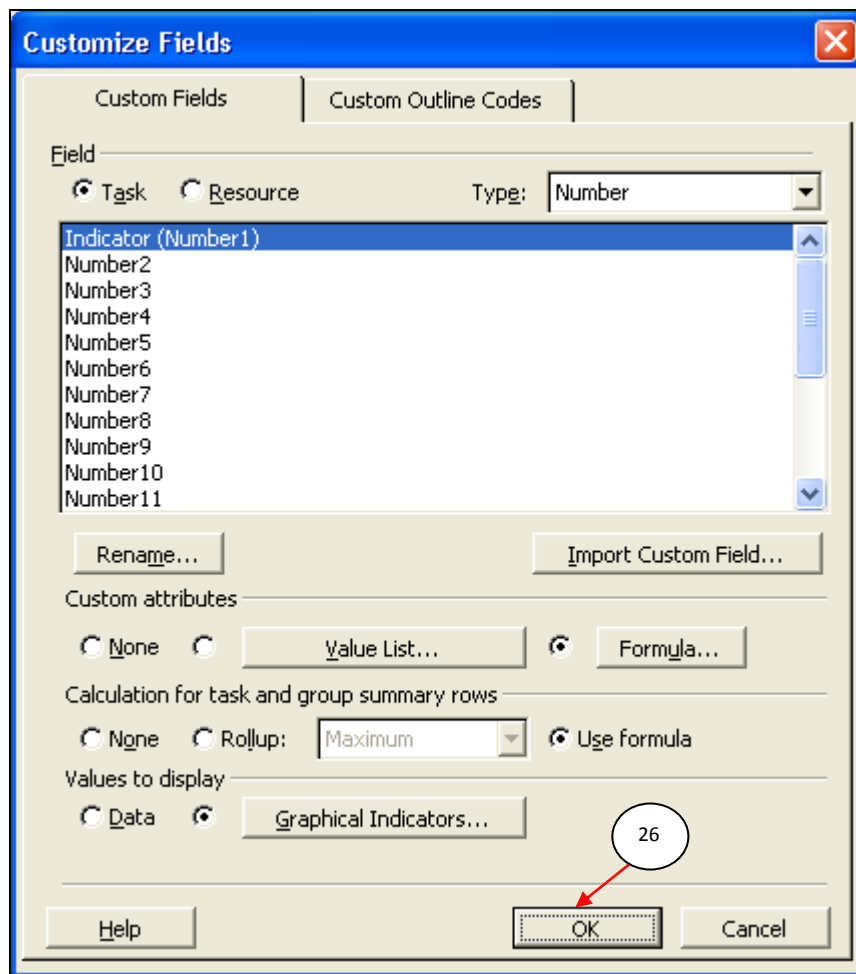 Customize Fields
Custom Fields Custom Outline Codes
Field
Task Resource Type: Number
Indicator (Number1)
Number2
Number3
Number4
Number5
Number6
Number7
Number8
Number9
Number10
Number11
Rename... Import Custom Field...
Custom attributes
None Value List... Formula...
Calculation for task and group summary rows
None Rollup: Maximum Use formula
Values to display
Data Graphical Indicators...
26
Help OK Cancel